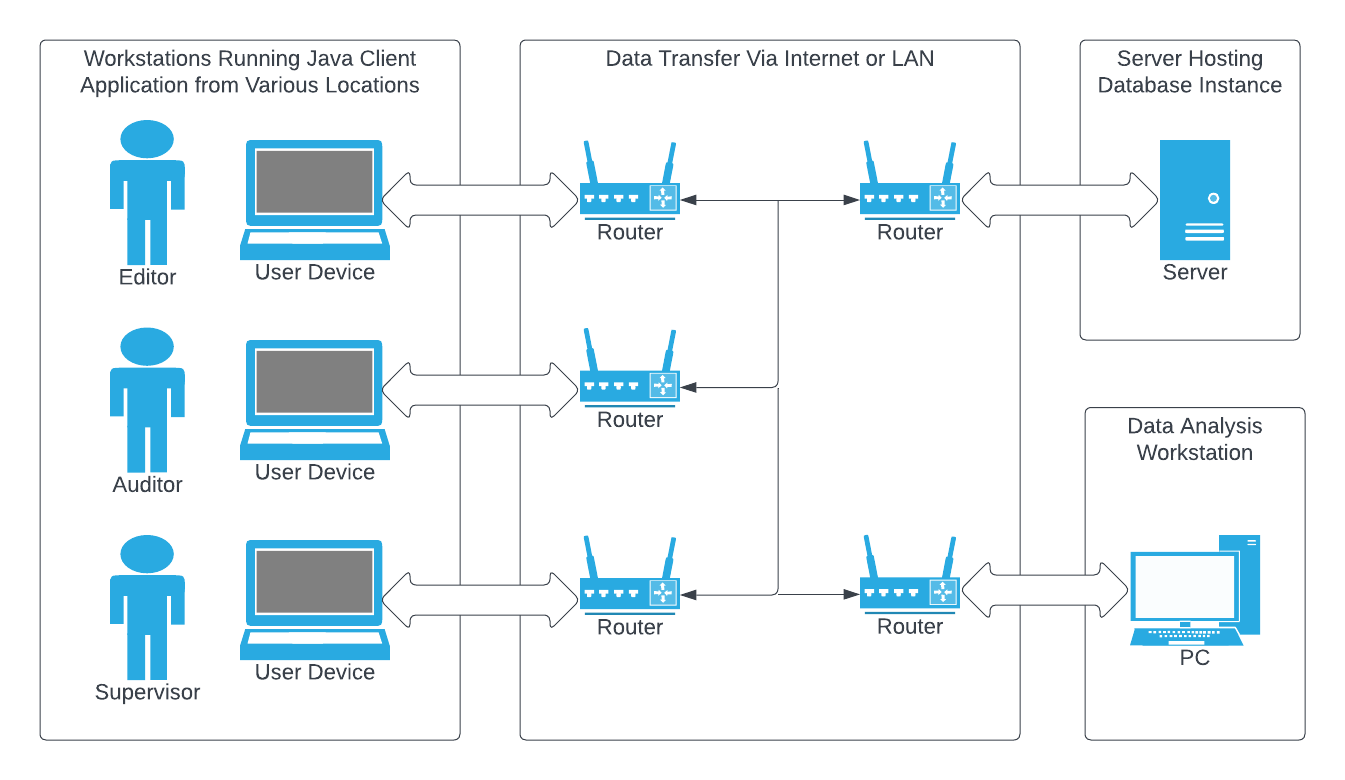 Workstations Running Java Client
Application from Various Locations
Editor
User Device
Auditor
User Device
Supervisor
User Device
Data Transfer Via Internet or LAN
Router
Router
Router
Router
Router
Server Hosting
Database Instance
Server
Data Analysis
Workstation
PC